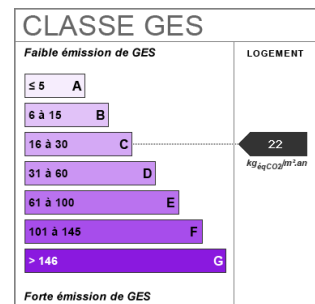 CLASSE GES
Faible émission de GES
LOGEMENT
≤ 5 A
6 à 15 B
16 à 30 C
22
kgéqCO2/m².an
31 à 60 D
61 à 100 E
101 à 145 F
> 146 G
Forte émission de GES